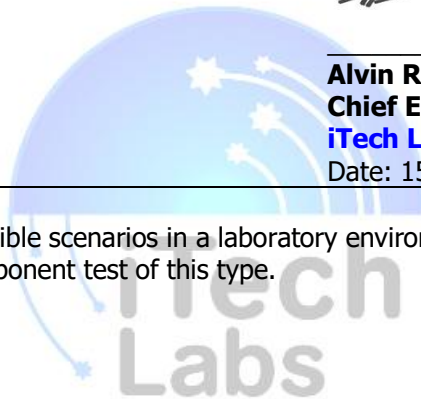 Alvin R
Chief E
iTech L
Date: 15
ible scenarios in a laboratory environ
ponent test of this type.
iTech
Labs